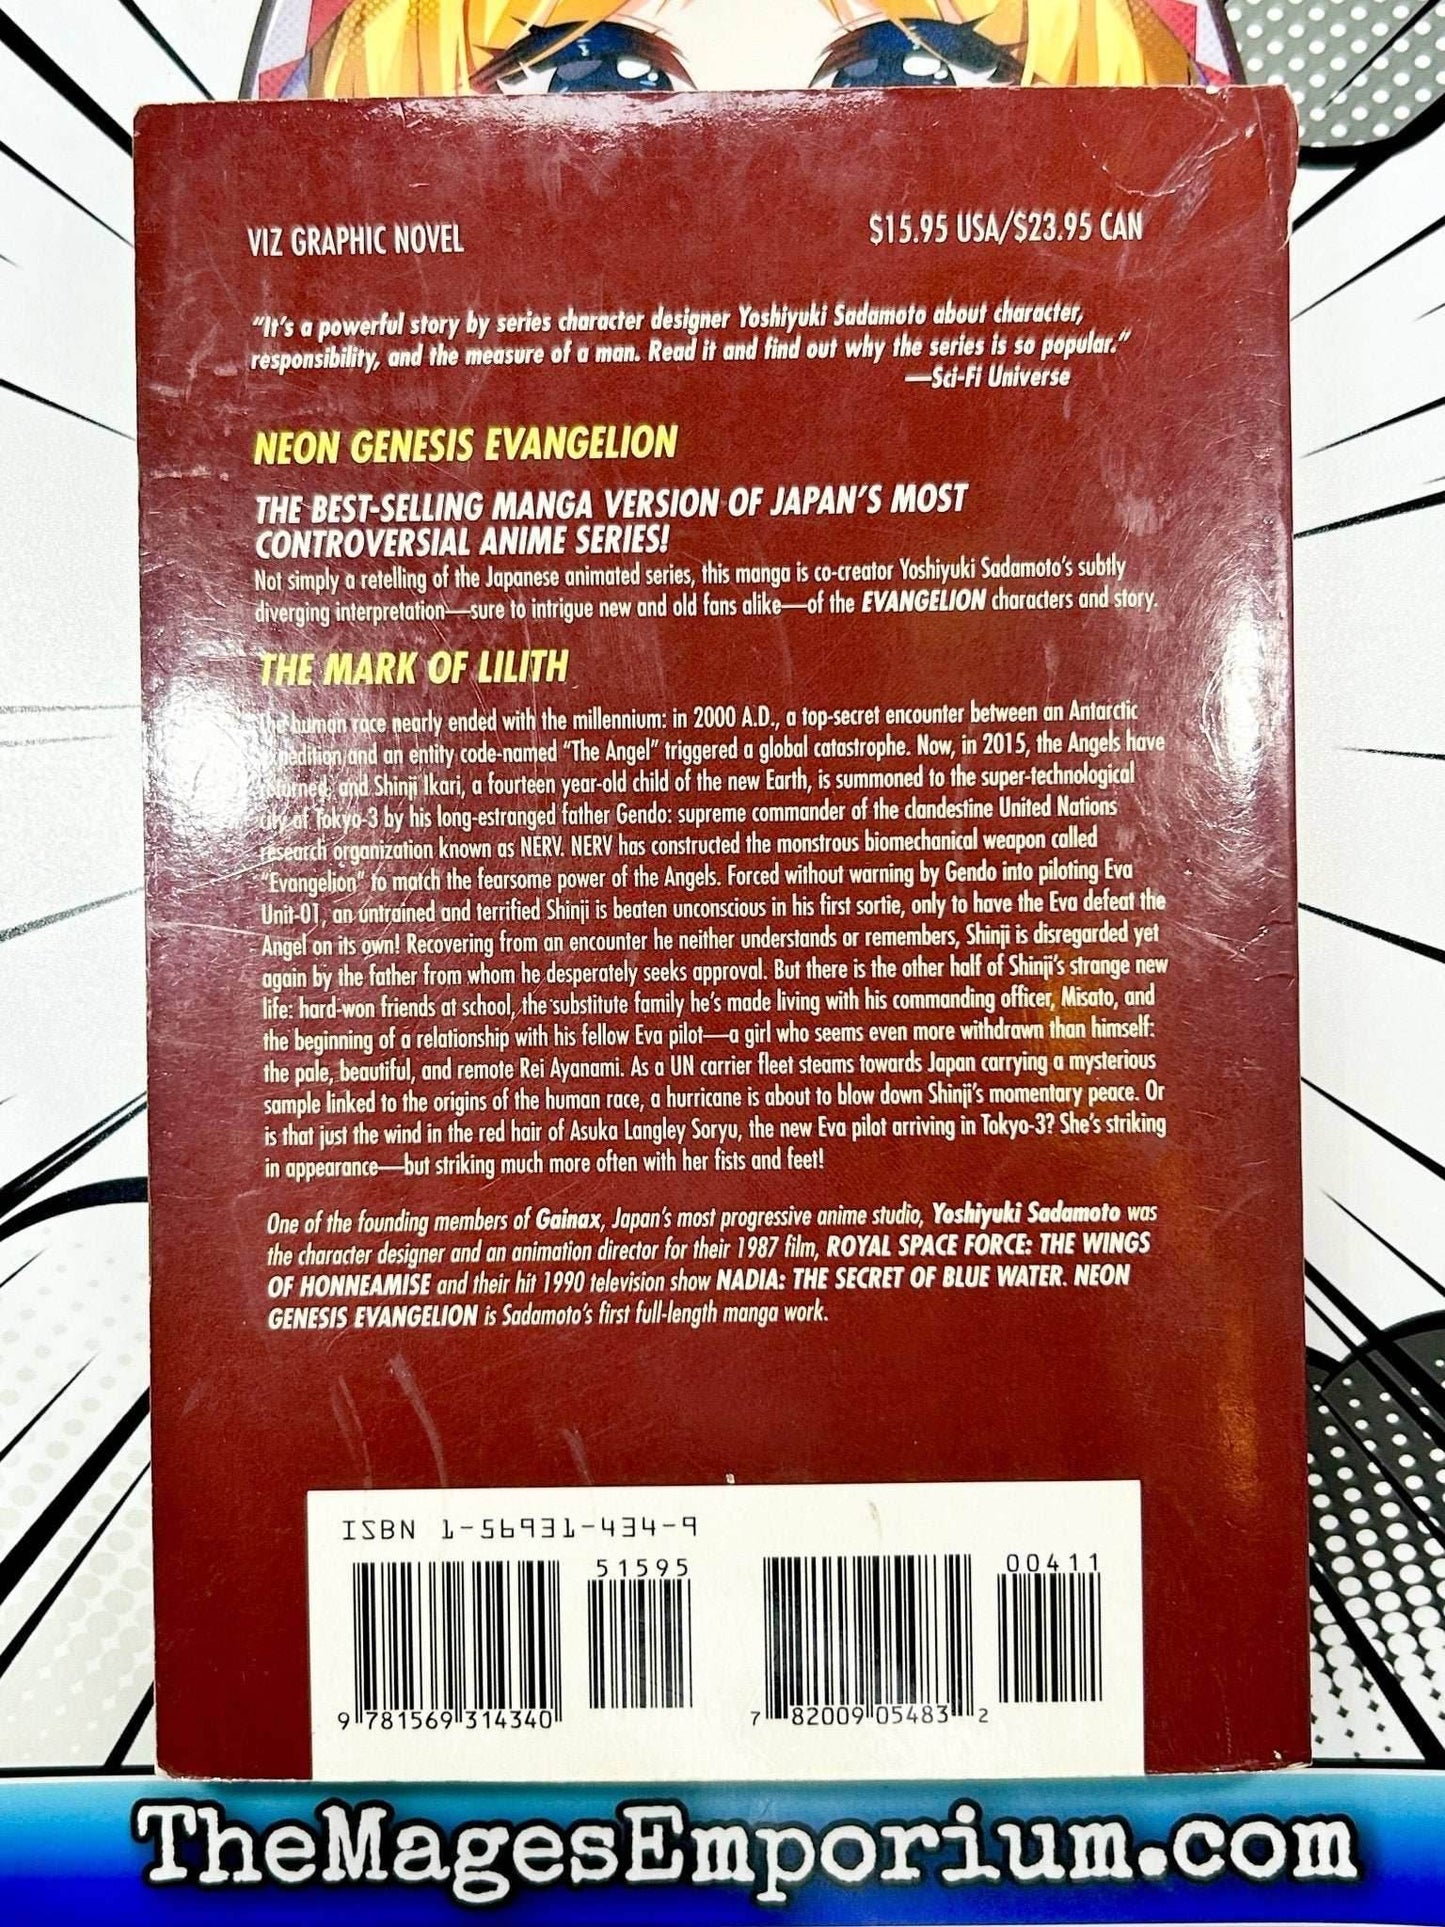 VIZ GRAPHIC NOVEL
$15.95 USA/$23.95 CAN
"It's a powerful story by series character designer Yoshiyuki Sadamoto about character,
responsibility, and the measure of a man. Read it and find out why the series is so popular."
—Sci-Fi Universe
NEON GENESIS EVANGELION
THE BEST-SELLING MANGA VERSION OF JAPAN'S MOST
CONTROVERSIAL ANIME SERIES!
Not simply a retelling of the Japanese animated series, this manga is co-creator Yoshiyuki Sadamoto's subtly
diverging interpretation—sure to intrigue new and old fans alike—of the EVANGELION characters and story.
THE MARK OF LILITH
The human race nearly ended with the millennium: in 2000 A.D., a top-secret encounter between an Antarctic
expedition and an entity code-named "The Angel" triggered a global catastrophe. Now, in 2015, the Angels have
returned, and Shinji Ikari, a fourteen year-old child of the new Earth, is summoned to the super-technological
city of Tokyo-3 by his long-estranged father Gendo: supreme commander of the clandestine United Nations
research organization known as NERV. NERV has constructed the monstrous biomechanical weapon called
"Evangelion" to match the fearsome power of the Angels. Forced without warning by Gendo into piloting Eva
Unit-01, an untrained and terrified Shinji is beaten unconscious in his first sortie, only to have the Eva defeat the
Angel on its own! Recovering from an encounter he neither understands or remembers, Shinji is disregarded yet
again by the father from whom he desperately seeks approval. But there is the other half of Shinji's strange new
life: hard-won friends at school, the substitute family he's made living with his commanding officer, Misato, and
the beginning of a relationship with his fellow Eva pilot—a girl who seems even more withdrawn than himself:
the pale, beautiful, and remote Rei Ayanami. As a UN carrier fleet steams towards Japan carrying a mysterious
sample linked to the origins of the human race, a hurricane is about to blow down Shinji's momentary peace. Or
is that just the wind in the red hair of Asuka Langley Soryu, the new Eva pilot arriving in Tokyo-3? She's striking
in appearance—but striking much more often with her fists and feet!
One of the founding members of Gainax, Japan's most progressive anime studio, Yoshiyuki Sadamoto was
the character designer and an animation director for their 1987 film, ROYAL SPACE FORCE: THE WINGS
OF HONNEAMISE and their hit 1990 television show NADIA: THE SECRET OF BLUE WATER. NEON
GENESIS EVANGELION is Sadamoto's first full-length manga work.
ISBN 1-56931-434-9
51595
00411
9 781569 314340
7 82009 05483 2
TheMagesEmporium.com